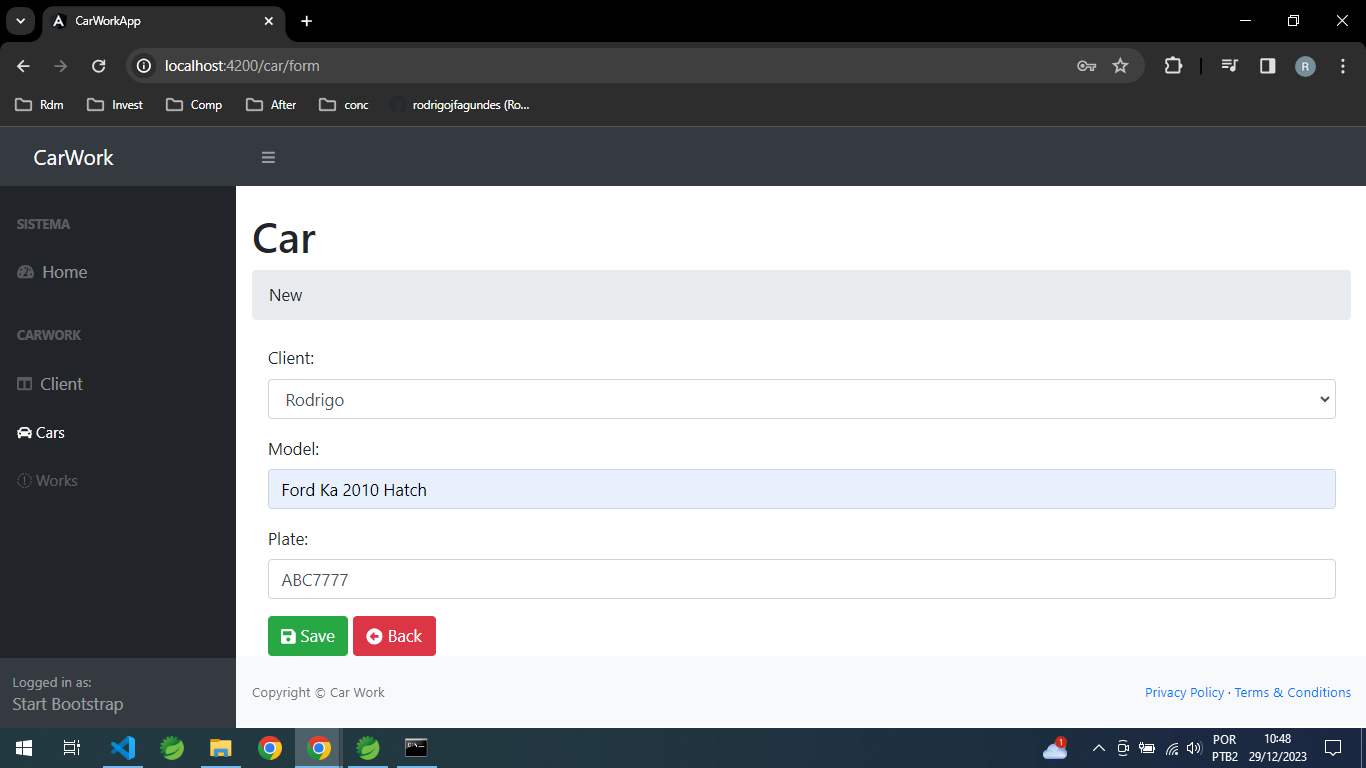 CarWorkApp
localhost:4200/car/form
R
Rdm Invest Comp After conc rodrigojfagundes (Ro...
CarWork
SISTEMA
Home
CARWORK
Client
Cars
Works
Logged in as:
Start Bootstrap
Car
New
Client:
Rodrigo
Model:
Ford Ka 2010 Hatch
Plate:
ABC7777
Save Back
Copyright © Car Work
Privacy Policy · Terms & Conditions
1
POR
PTB2
10:48
29/12/2023